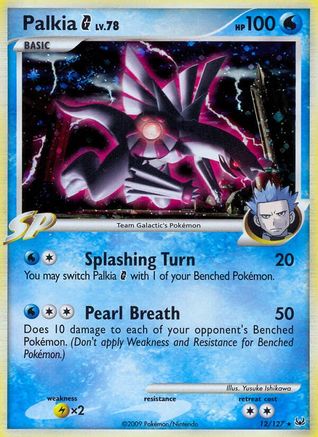 Palkia G LV.78 HP 100
BASIC
SP
Team Galactic's Pokémon
Splashing Turn 20
You may switch Palkia G with 1 of your Benched Pokémon.
Pearl Breath 50
Does 10 damage to each of your opponent's Benched
Pokémon. (Don't apply Weakness and Resistance for Benched
Pokémon.)
Illus. Yusuke Ishikawa
weakness resistance retreat cost
×2
©2009 Pokémon/Nintendo 12/127 ★